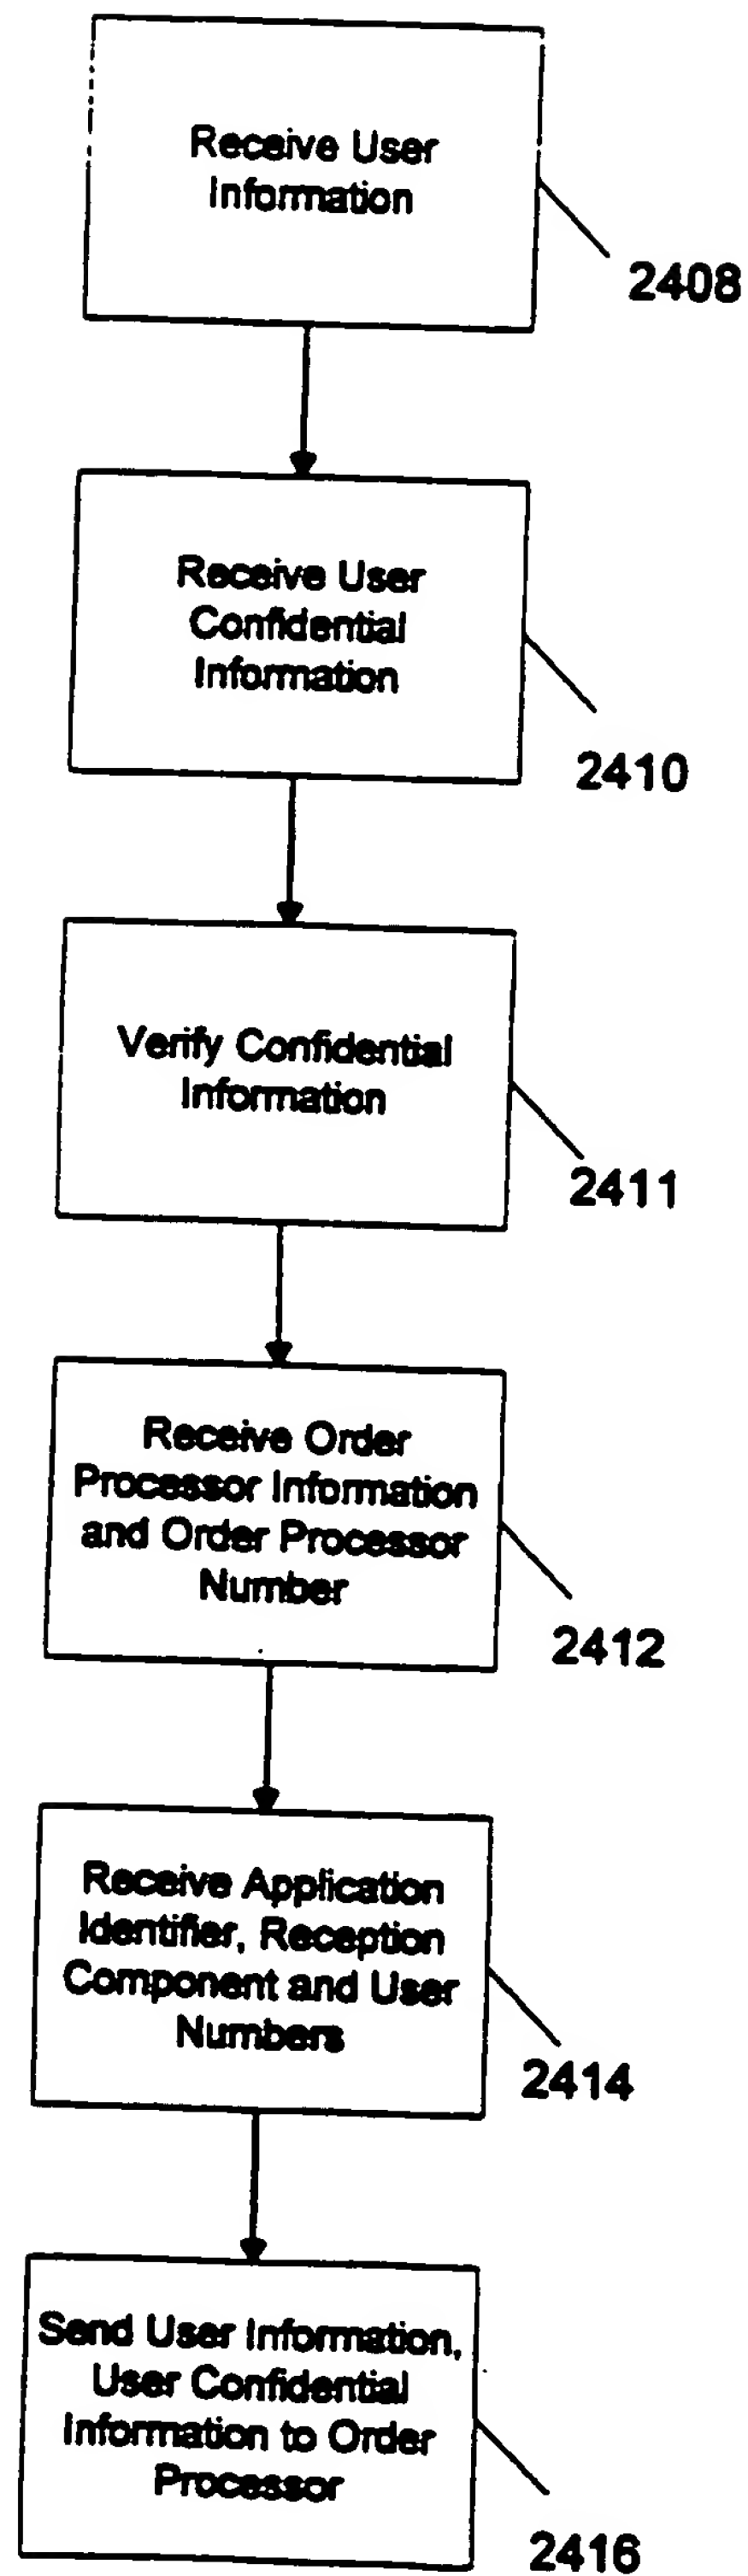 Receive User
Information
2408
Receive User
Confidential
Information
2410
Verify Confidential
Information
2411
Receive Order
Processor Information
and Order Processor
Number
2412
Receive Application
Identifier, Reception
Component and User
Numbers
2414
Send User Information,
User Confidential
Information to Order
Processor
2416